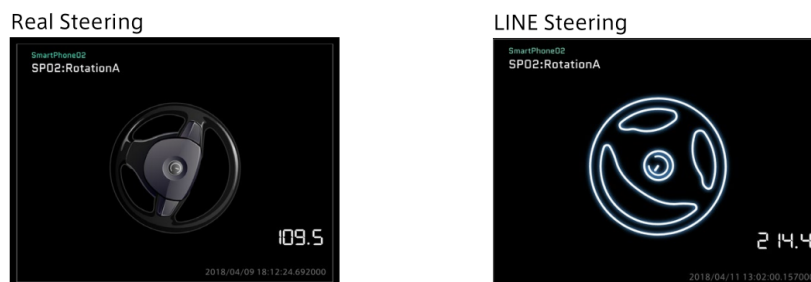 Real Steering
SmartPhone02
SP02:RotationA
109.5
2018/04/09 18:12:24.692000
LINE Steering
SmartPhone02
SP02:RotationA
214.4
2018/04/11 13:02:00.157000